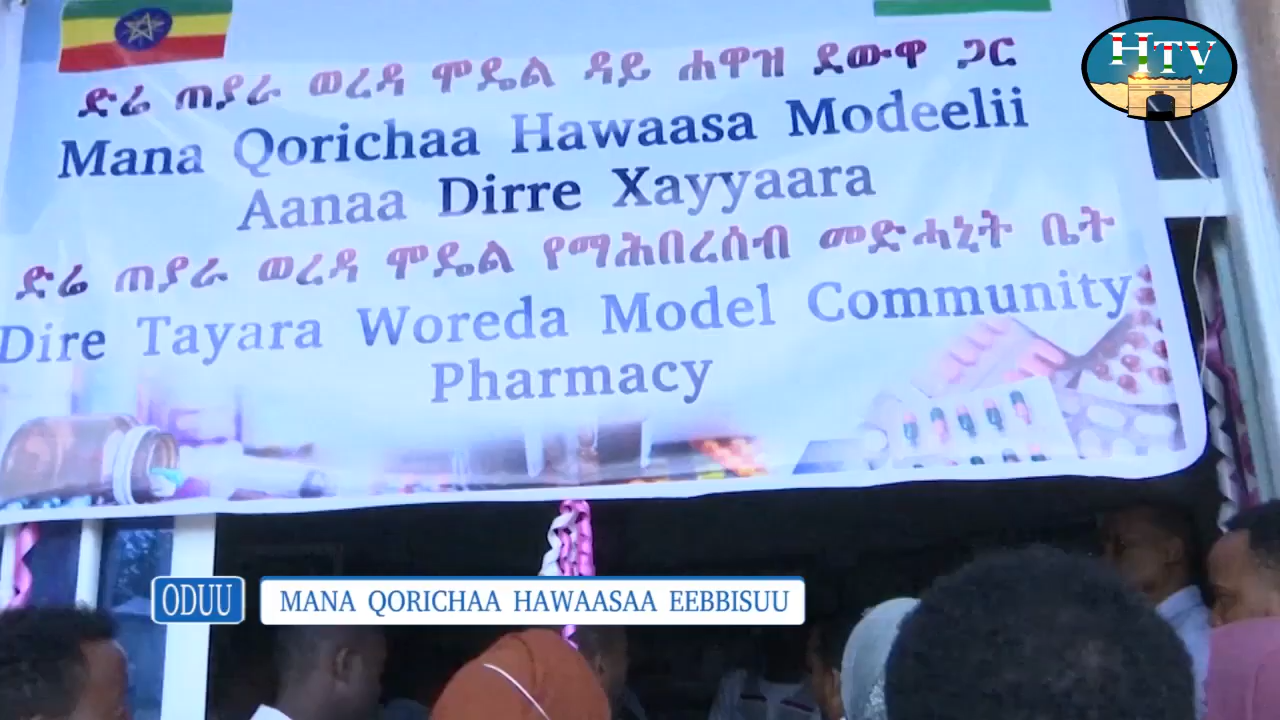 HTV
ድሬ ጠያራ ወረዳ ሞዴል ዳይ ሐዋዝ ደውዋ ጋር
Mana Qorichaa Hawaasa Modeelii
Aanaa Dirre Xayyaara
ድሬ ጠያራ ወረዳ ሞዴል የማሕበረሰብ መድሓኒት ቤት
Dire Tayara Woreda Model Community
Pharmacy
ODUU MANA QORICHAA HAWAASAA EEBBISUU